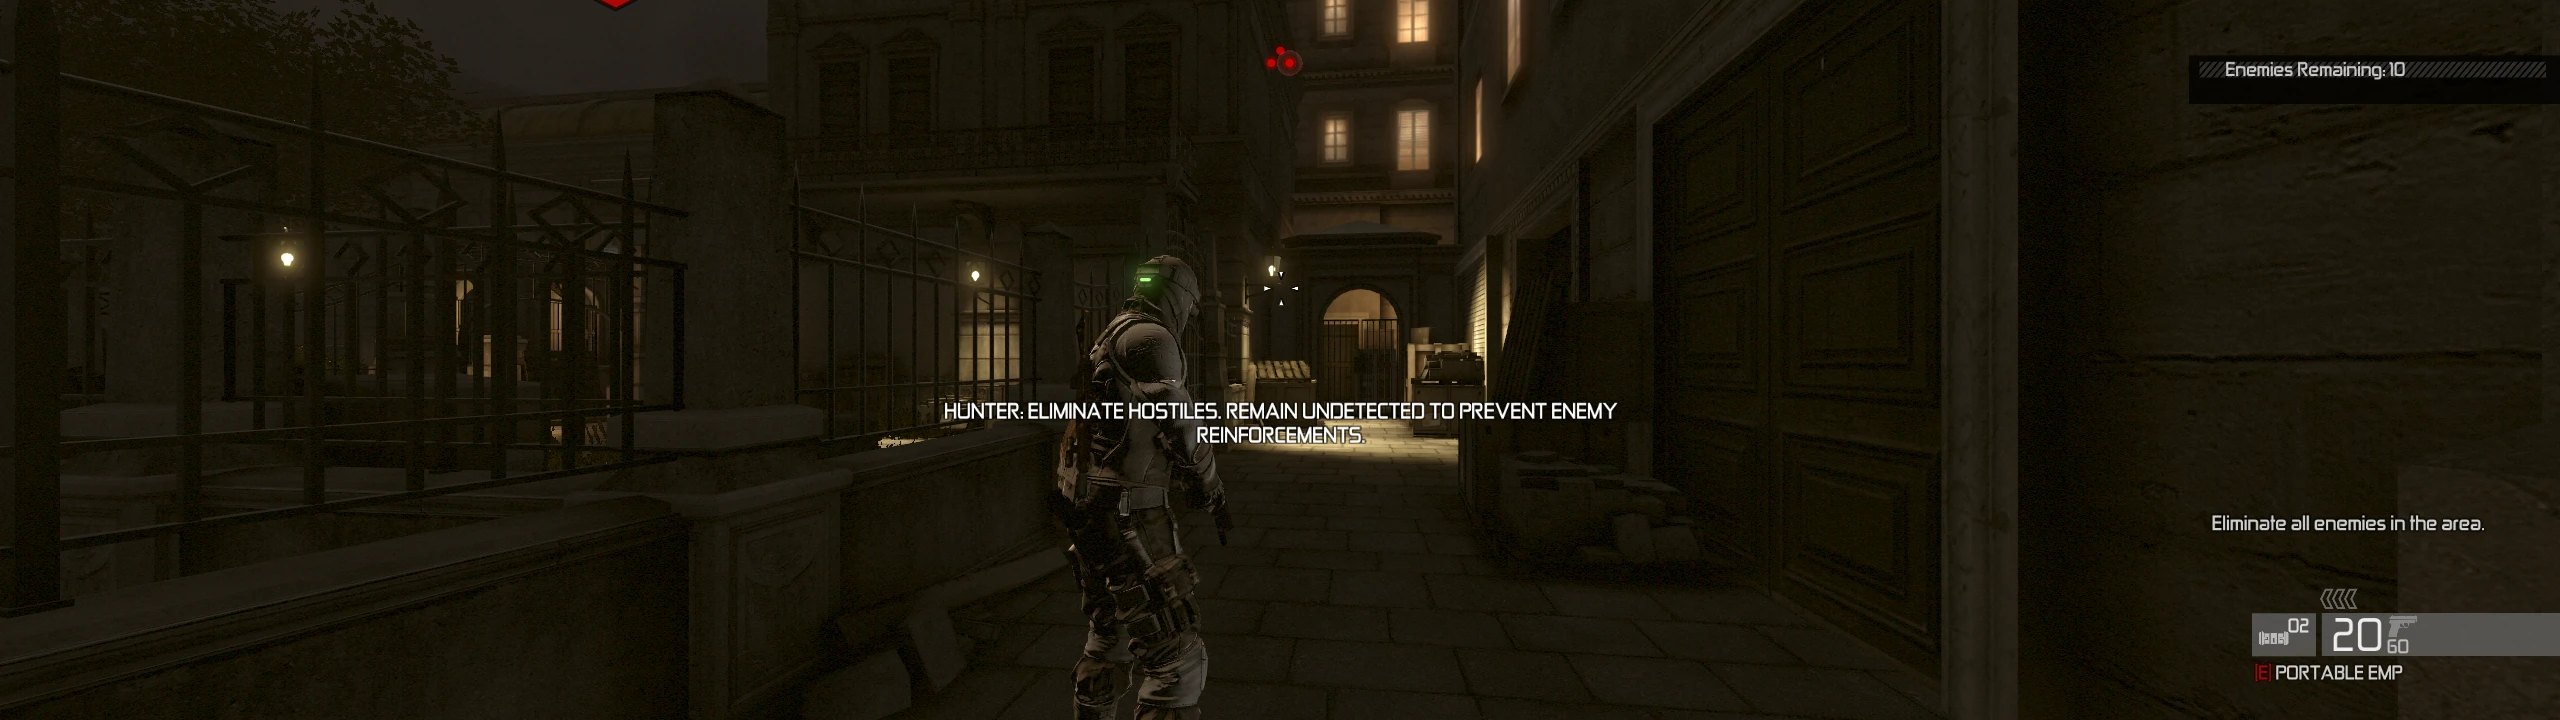 Enemies Remaining: 10
HUNTER: ELIMINATE HOSTILES. REMAIN UNDETECTED TO PREVENT ENEMY
REINFORCEMENTS.
Eliminate all enemies in the area.
02
20
60
[E] PORTABLE EMP